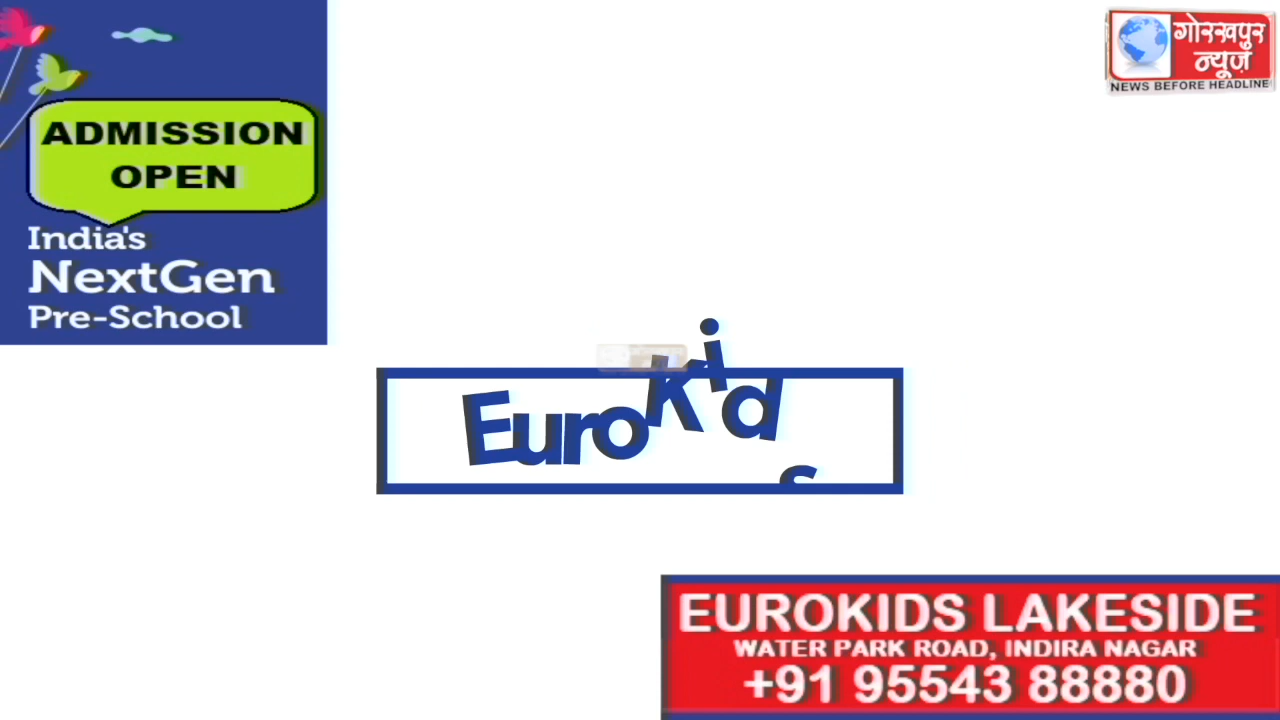 ADMISSION
OPEN
India's
NextGen
Pre-School
गोरखपुर
न्यूज़
NEWS BEFORE HEADLINE
EuroKids
EUROKIDS LAKESIDE
WATER PARK ROAD, INDIRA NAGAR
+91 95543 88880